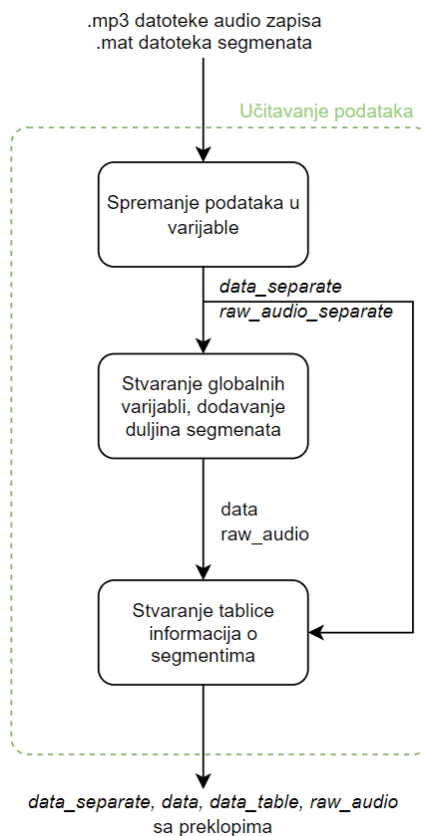 .mp3 datoteke audio zapisa
.mat datoteka segmenata
Učitavanje podataka
Spremanje podataka u
varijable
data_separate
raw_audio_separate
Stvaranje globalnih
varijabli, dodavanje
duljina segmenata
data
raw_audio
Stvaranje tablice
informacija o
segmentima
data_separate, data, data_table, raw_audio
sa preklopima